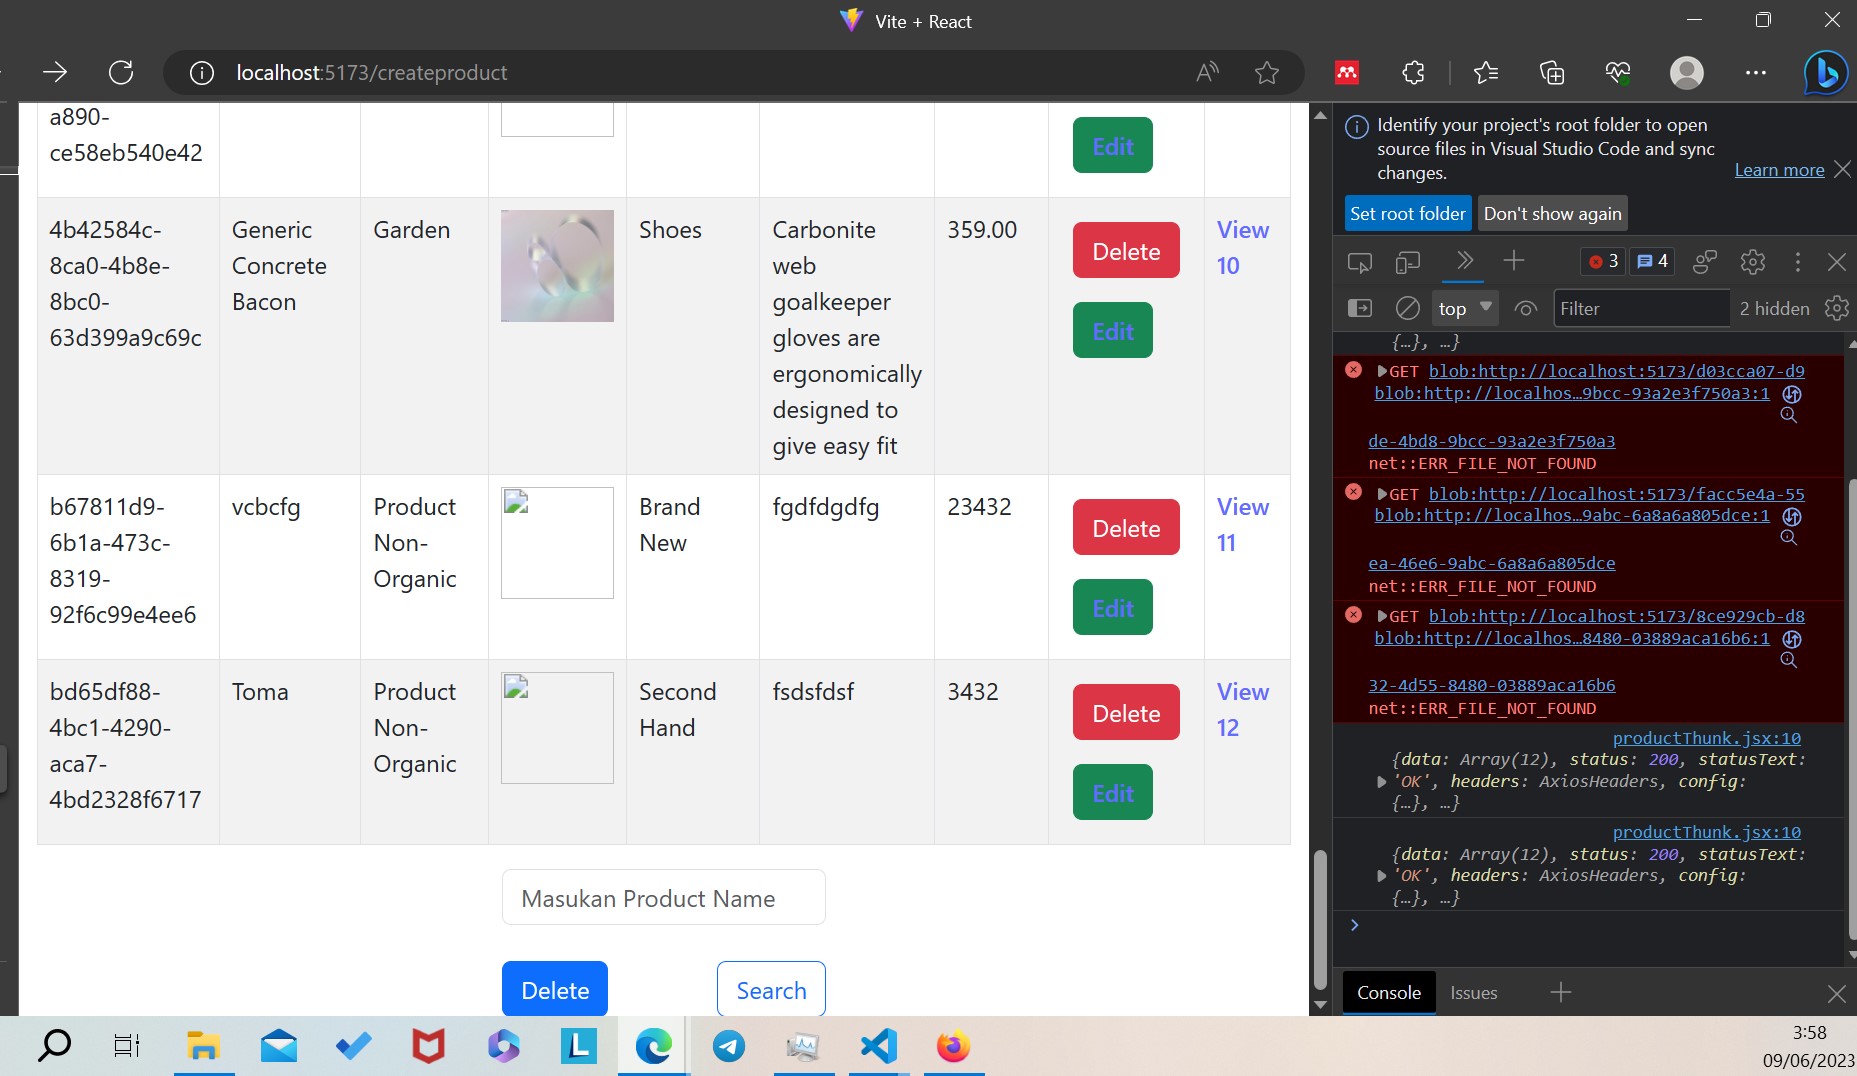 Vite + React
localhost:5173/createproduct
a890-
ce58eb540e42
Edit
4b42584c-
8ca0-4b8e-
8bc0-
63d399a9c69c
Generic
Concrete
Bacon
Garden
Shoes
Carbonite
web
goalkeeper
gloves are
ergonomically
designed to
give easy fit
359.00
Delete
Edit
View
10
b67811d9-
6b1a-473c-
8319-
92f6c99e4ee6
vcbcfg
Product
Non-
Organic
Brand
New
fgdfdgdfg
23432
Delete
Edit
View
11
bd65df88-
4bc1-4290-
aca7-
4bd2328f6717
Toma
Product
Non-
Organic
Second
Hand
fsdsfdsf
3432
Delete
Edit
View
12
Masukan Product Name
Delete
Search
Identify your project's root folder to open
source files in Visual Studio Code and sync
changes.
Learn more
Set root folder
Don't show again
3
4
top
Filter
2 hidden
{…}, …}
GET blob:http://localhost:5173/d03cca07-d9
blob:http://localhos…9bcc-93a2e3f750a3:1
de-4bd8-9bcc-93a2e3f750a3
net::ERR_FILE_NOT_FOUND
GET blob:http://localhost:5173/facc5e4a-55
blob:http://localhos…9abc-6a8a6a805dce:1
ea-46e6-9abc-6a8a6a805dce
net::ERR_FILE_NOT_FOUND
GET blob:http://localhost:5173/8ce929cb-d8
blob:http://localhos…8480-03889aca16b6:1
32-4d55-8480-03889aca16b6
net::ERR_FILE_NOT_FOUND
productThunk.jsx:10
{data: Array(12), status: 200, statusText:
'OK', headers: AxiosHeaders, config:
{…}, …}
productThunk.jsx:10
{data: Array(12), status: 200, statusText:
'OK', headers: AxiosHeaders, config:
{…}, …}
Console
Issues
L
3:58
09/06/2023